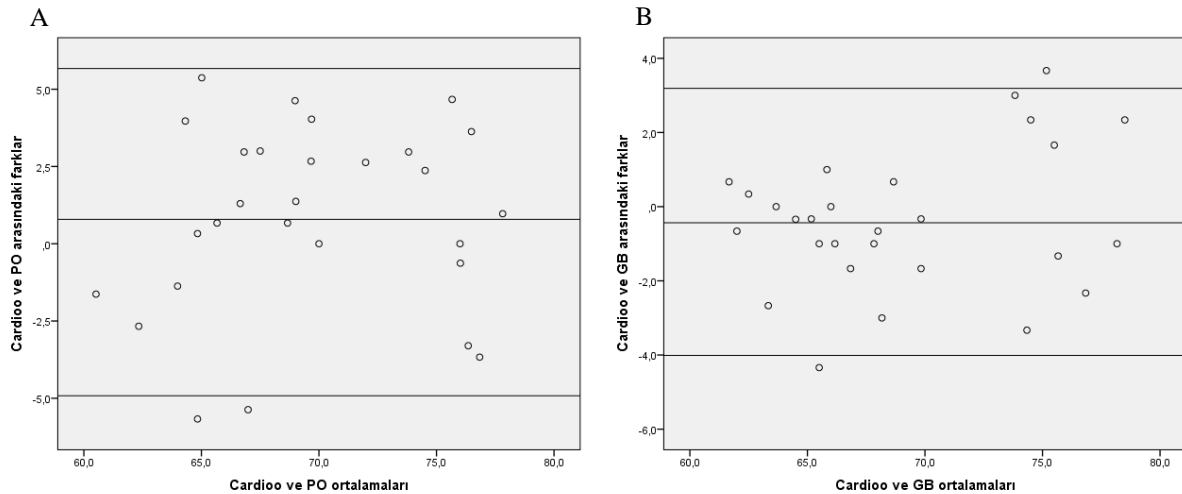 A
Cardioo ve PO arasındaki farklar
5,0
2,5
,0
-2,5
-5,0
60,0 65,0 70,0 75,0 80,0
Cardioo ve PO ortalamaları
B
Cardioo ve GB arasındaki farklar
4,0
2,0
,0
-2,0
-4,0
-6,0
60,0 65,0 70,0 75,0 80,0
Cardioo ve GB ortalamaları